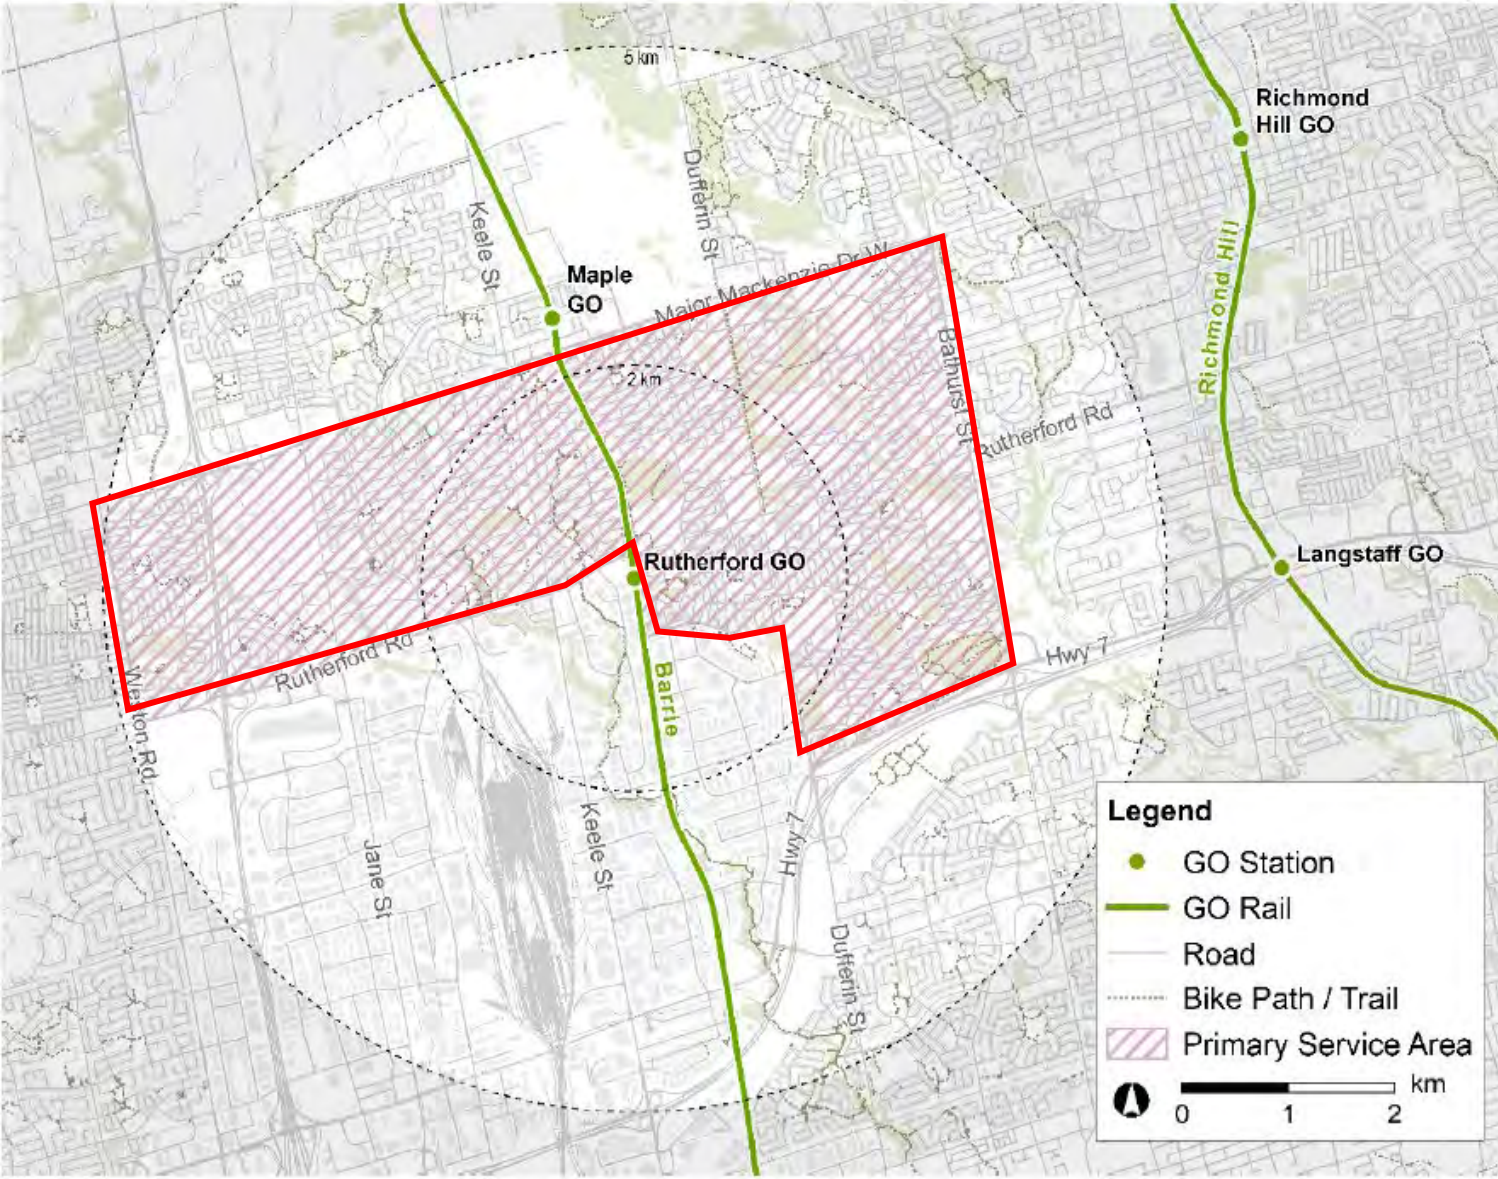 5 km
Richmond
Hill GO
Dufferin St
Keele St
Maple
GO
Major Mackenzie Dr W
Richmond Hill
Bathurst St
2 km
Rutherford Rd
Rutherford GO
Langstaff GO
Rutherford Rd
Hwy 7
Weston Rd
Barrie
Keele St
Hwy 7
Jane St
Dufferin St
Legend
GO Station
GO Rail
Road
Bike Path / Trail
Primary Service Area
km
0 1 2